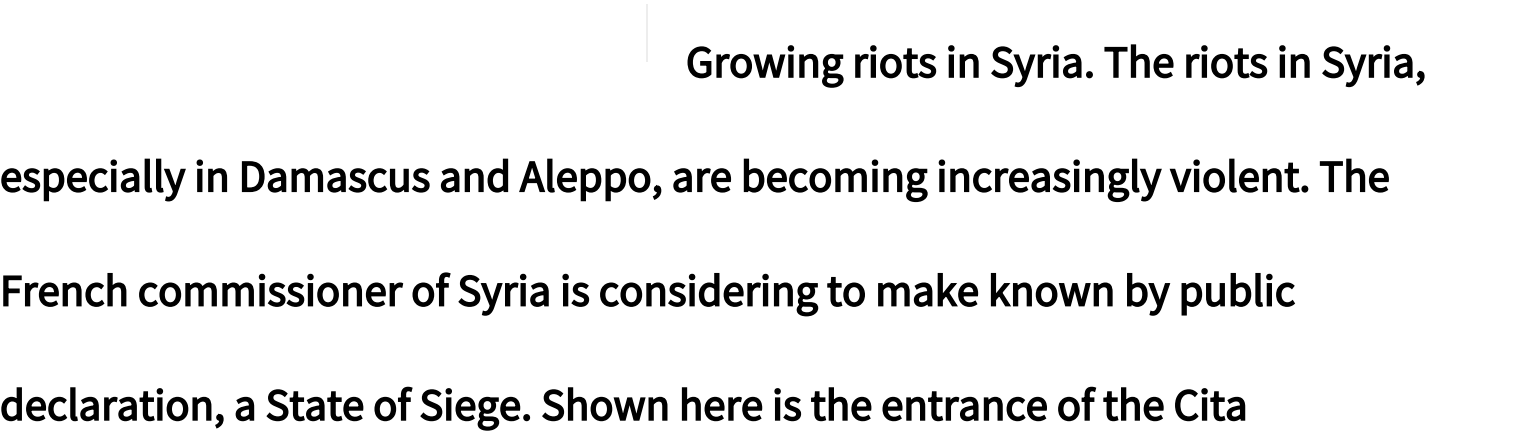 Growing riots in Syria. The riots in Syria,
especially in Damascus and Aleppo, are becoming increasingly violent. The
French commissioner of Syria is considering to make known by public
declaration, a State of Siege. Shown here is the entrance of the Cita